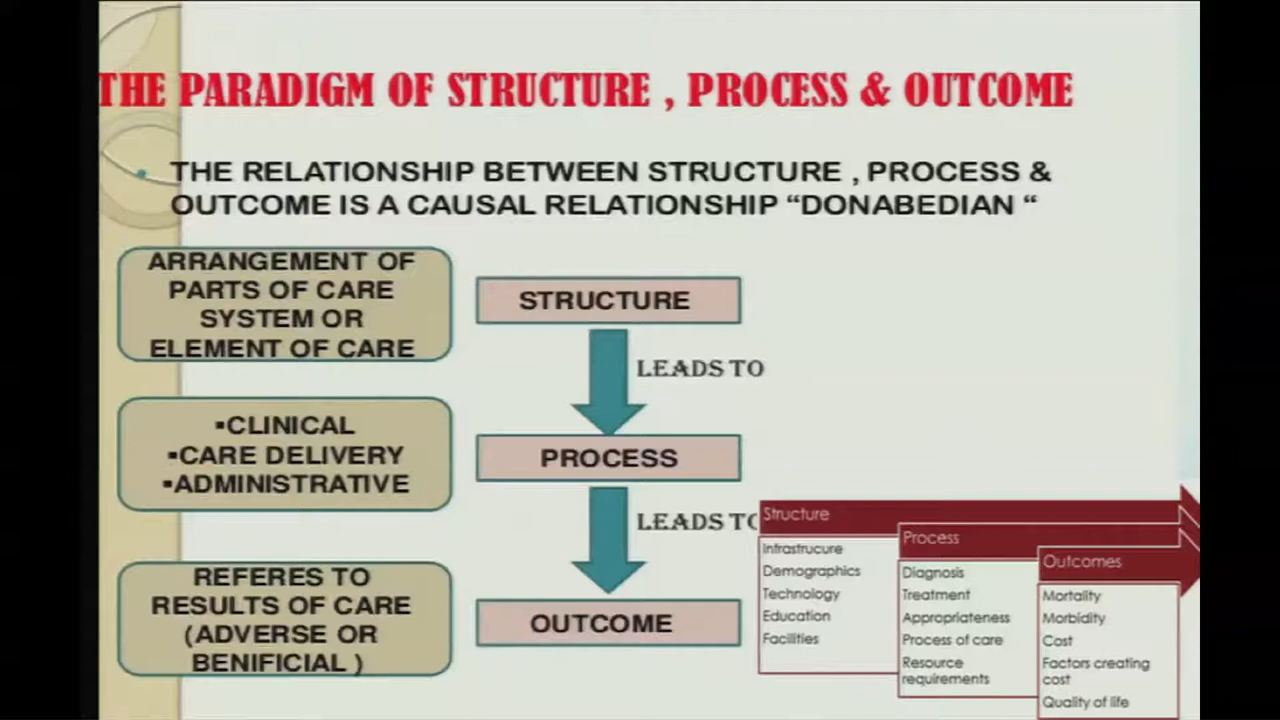 THE PARADIGM OF STRUCTURE , PROCESS & OUTCOME
• THE RELATIONSHIP BETWEEN STRUCTURE , PROCESS &
OUTCOME IS A CAUSAL RELATIONSHIP “DONABEDIAN “
ARRANGEMENT OF
PARTS OF CARE
SYSTEM OR
ELEMENT OF CARE
STRUCTURE
LEADS TO
▪CLINICAL
▪CARE DELIVERY
▪ADMINISTRATIVE
PROCESS
LEADS TO
REFERES TO
RESULTS OF CARE
(ADVERSE OR
BENIFICIAL )
OUTCOME
Structure
Infrastrucure
Demographics
Technology
Education
Facilities
Process
Diagnosis
Treatment
Appropriateness
Process of care
Resource
requirements
Outcomes
Mortality
Morbidity
Cost
Factors creating
cost
Quality of life